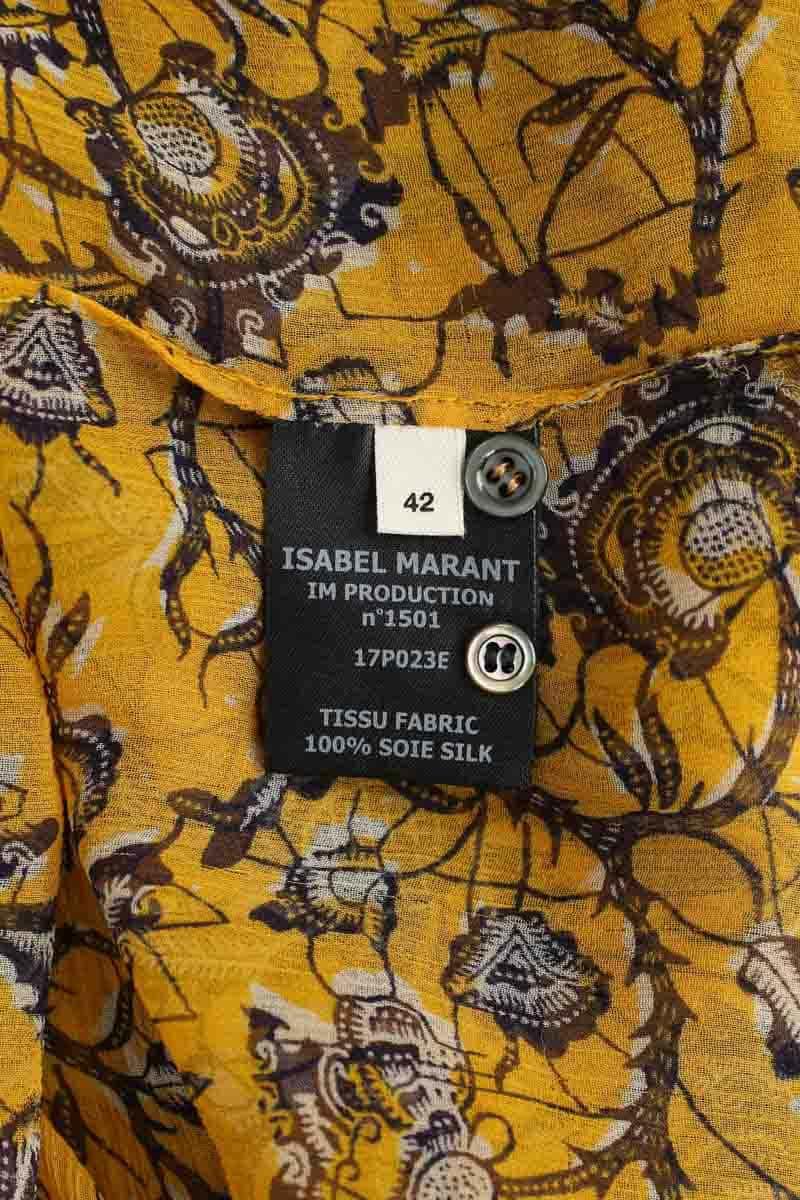 42
ISABEL MARANT
IM PRODUCTION
n°1501
17P023E
TISSU FABRIC
100% SOIE SILK